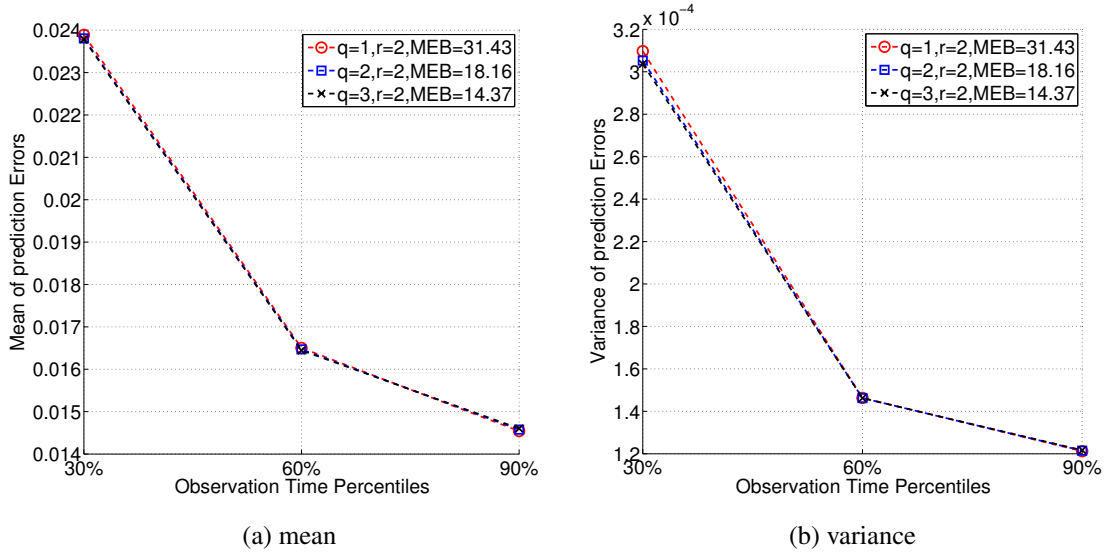 0.024
0.023
0.022
0.021
0.02
0.019
0.018
0.017
0.016
0.015
0.014
30%
60%
90%
Mean of prediction Errors
Observation Time Percentiles
q=1,r=2,MEB=31.43
q=2,r=2,MEB=18.16
q=3,r=2,MEB=14.37
(a) mean
x 10⁻⁴
3.2
3
2.8
2.6
2.4
2.2
2
1.8
1.6
1.4
1.2
30%
60%
90%
Variance of prediction Errors
Observation Time Percentiles
q=1,r=2,MEB=31.43
q=2,r=2,MEB=18.16
q=3,r=2,MEB=14.37
(b) variance